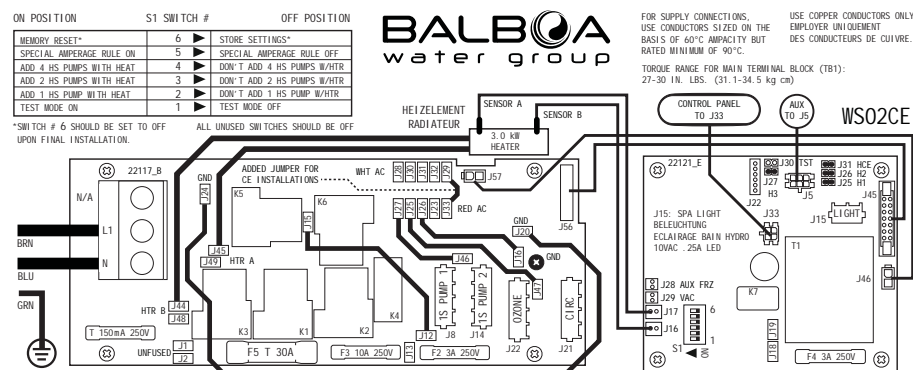 ON POSITION S1 SWITCH # OFF POSITION
MEMORY RESET* 6 ► STORE SETTINGS*
SPECIAL AMPERAGE RULE ON 5 ► SPECIAL AMPERAGE RULE OFF
ADD 4 HS PUMPS WITH HEAT 4 ► DON'T ADD 4 HS PUMPS W/HTR
ADD 2 HS PUMPS WITH HEAT 3 ► DON'T ADD 2 HS PUMPS W/HTR
ADD 1 HS PUMP WITH HEAT 2 ► DON'T ADD 1 HS PUMP W/HTR
TEST MODE ON 1 ► TEST MODE OFF
*SWITCH # 6 SHOULD BE SET TO OFF
UPON FINAL INSTALLATION.
ALL UNUSED SWITCHES SHOULD BE OFF
BALBOA
water group
FOR SUPPLY CONNECTIONS,
USE CONDUCTORS SIZED ON THE
BASIS OF 60°C AMPACITY BUT
RATED MINIMUM OF 90°C.
USE COPPER CONDUCTORS ONLY
EMPLOYER UNIQUEMENT
DES CONDUCTEURS DE CUIVRE.
TORQUE RANGE FOR MAIN TERMINAL BLOCK (TB1):
27-30 IN. LBS. (31.1-34.5 kg cm)
HEIZELEMENT
RADIATEUR
SENSOR A
SENSOR B
3.0 kW
HEATER
CONTROL PANEL
TO J33
AUX
TO J5
WS02CE
N/A
L1
N
BRN
BLU
GRN
22117_B
GND
J24
ADDED JUMPER FOR
CE INSTALLATIONS
WHT AC
J28
J30
J31
J32
J29
J57
RED AC
J27
J25
J26
J23
J33
K5
K6
J15
GND
J20
J56
J16
GND
J45
J49
HTR A
J46
J47
HTR B
J44
J48
K3
K1
K2
K4
1S PUMP 1
1S PUMP 2
OZONE
CIRC
J12
J8
J14
J22
J21
T 150mA 250V
UNFUSED
J1
J2
F5 T 30A
F3 10A 250V
J13
F2 3A 250V
22121_E
J22
J30 TST
J27
H3
J5
J31 HCE
J26 H2
J25 H1
J45
J15: SPA LIGHT
BELEUCHTUNG
ECLAIRAGE BAIN HYDRO
10VAC .25A LED
J33
J15
LIGHT
T1
J46
K7
J28 AUX FRZ
J29 VAC
J17
J16
6
1
S1
ON
J19
J18
F4 3A 250V